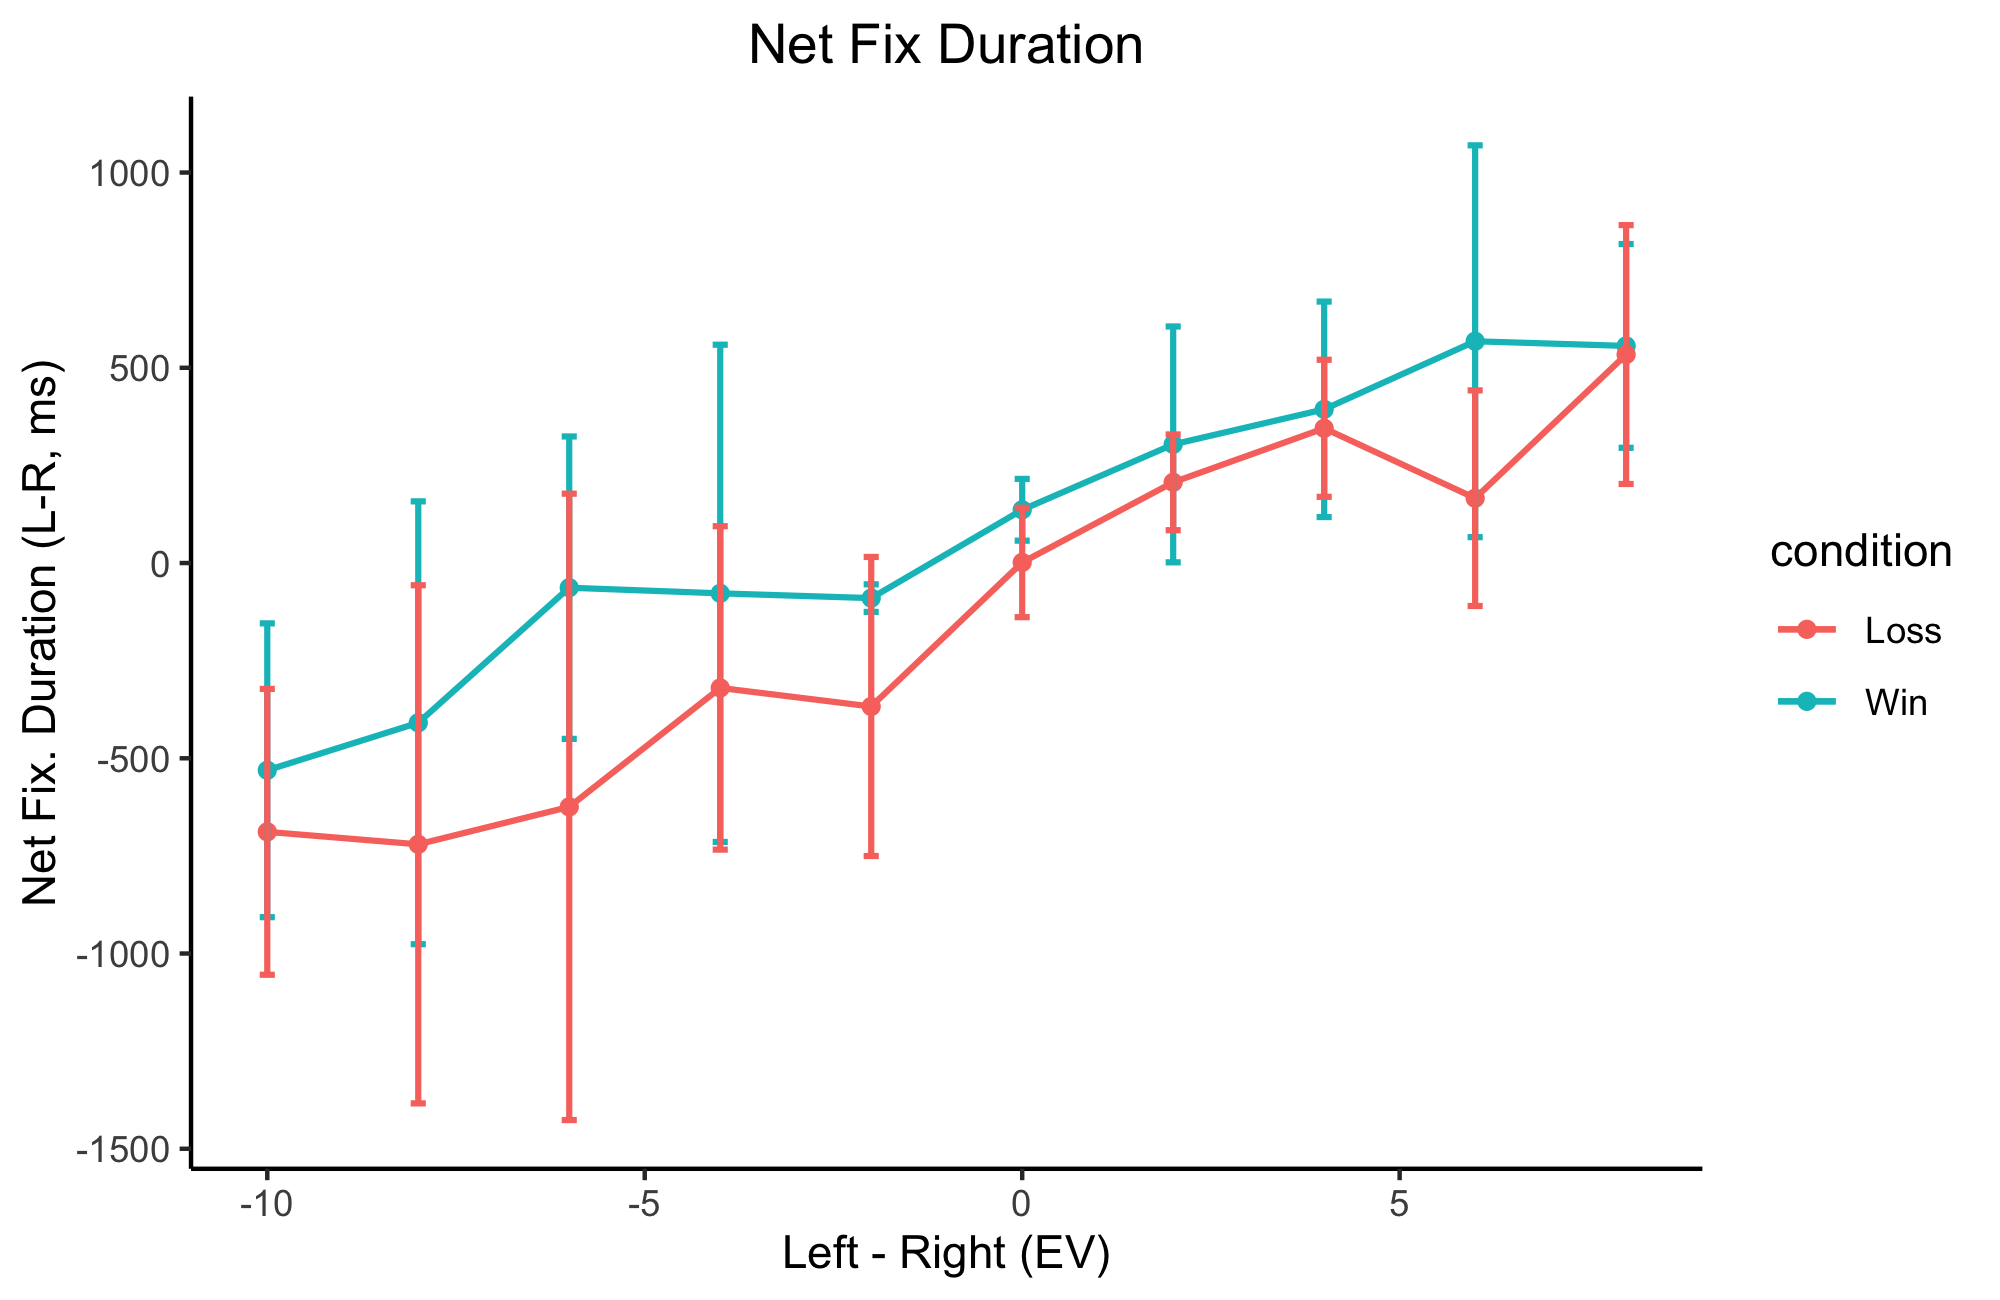 Net Fix Duration
Net Fix. Duration (L-R, ms)
1000
500
0
-500
-1000
-1500
-10
-5
0
5
Left - Right (EV)
condition
Loss
Win